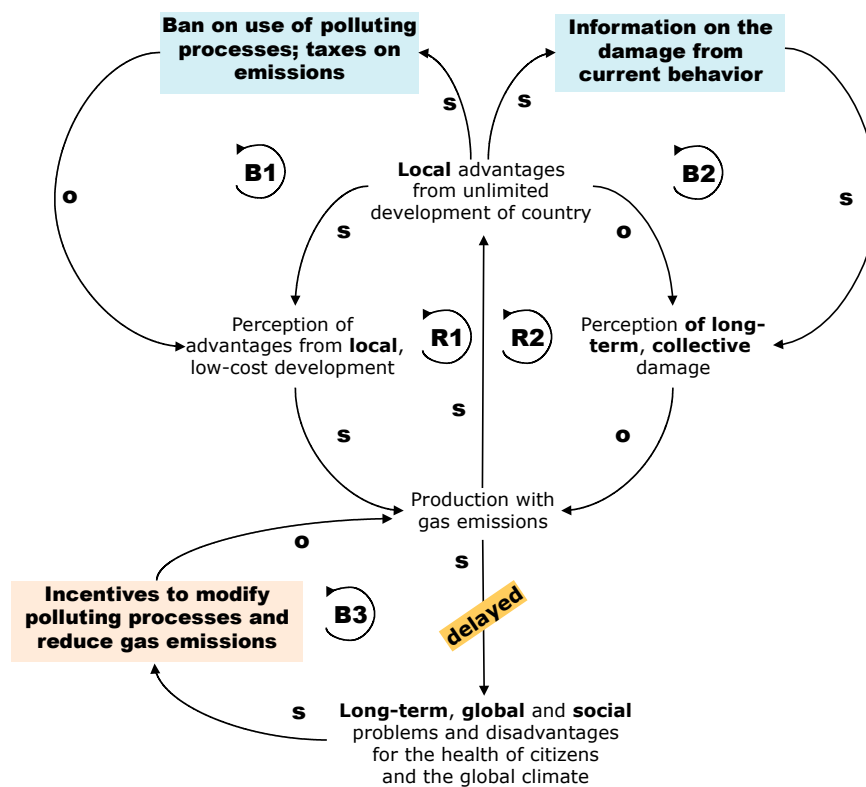 Ban on use of polluting
processes; taxes on
emissions
Information on the
damage from
current behavior
s
s
B1
B2
o
s
Local advantages
from unlimited
development of country
s
o
Perception of
advantages from local,
low-cost development
R1
R2
Perception of long-
term, collective
damage
s
s
o
Production with
gas emissions
o
s
Incentives to modify
polluting processes and
reduce gas emissions
B3
delayed
s
Long-term, global and social
problems and disadvantages
for the health of citizens
and the global climate